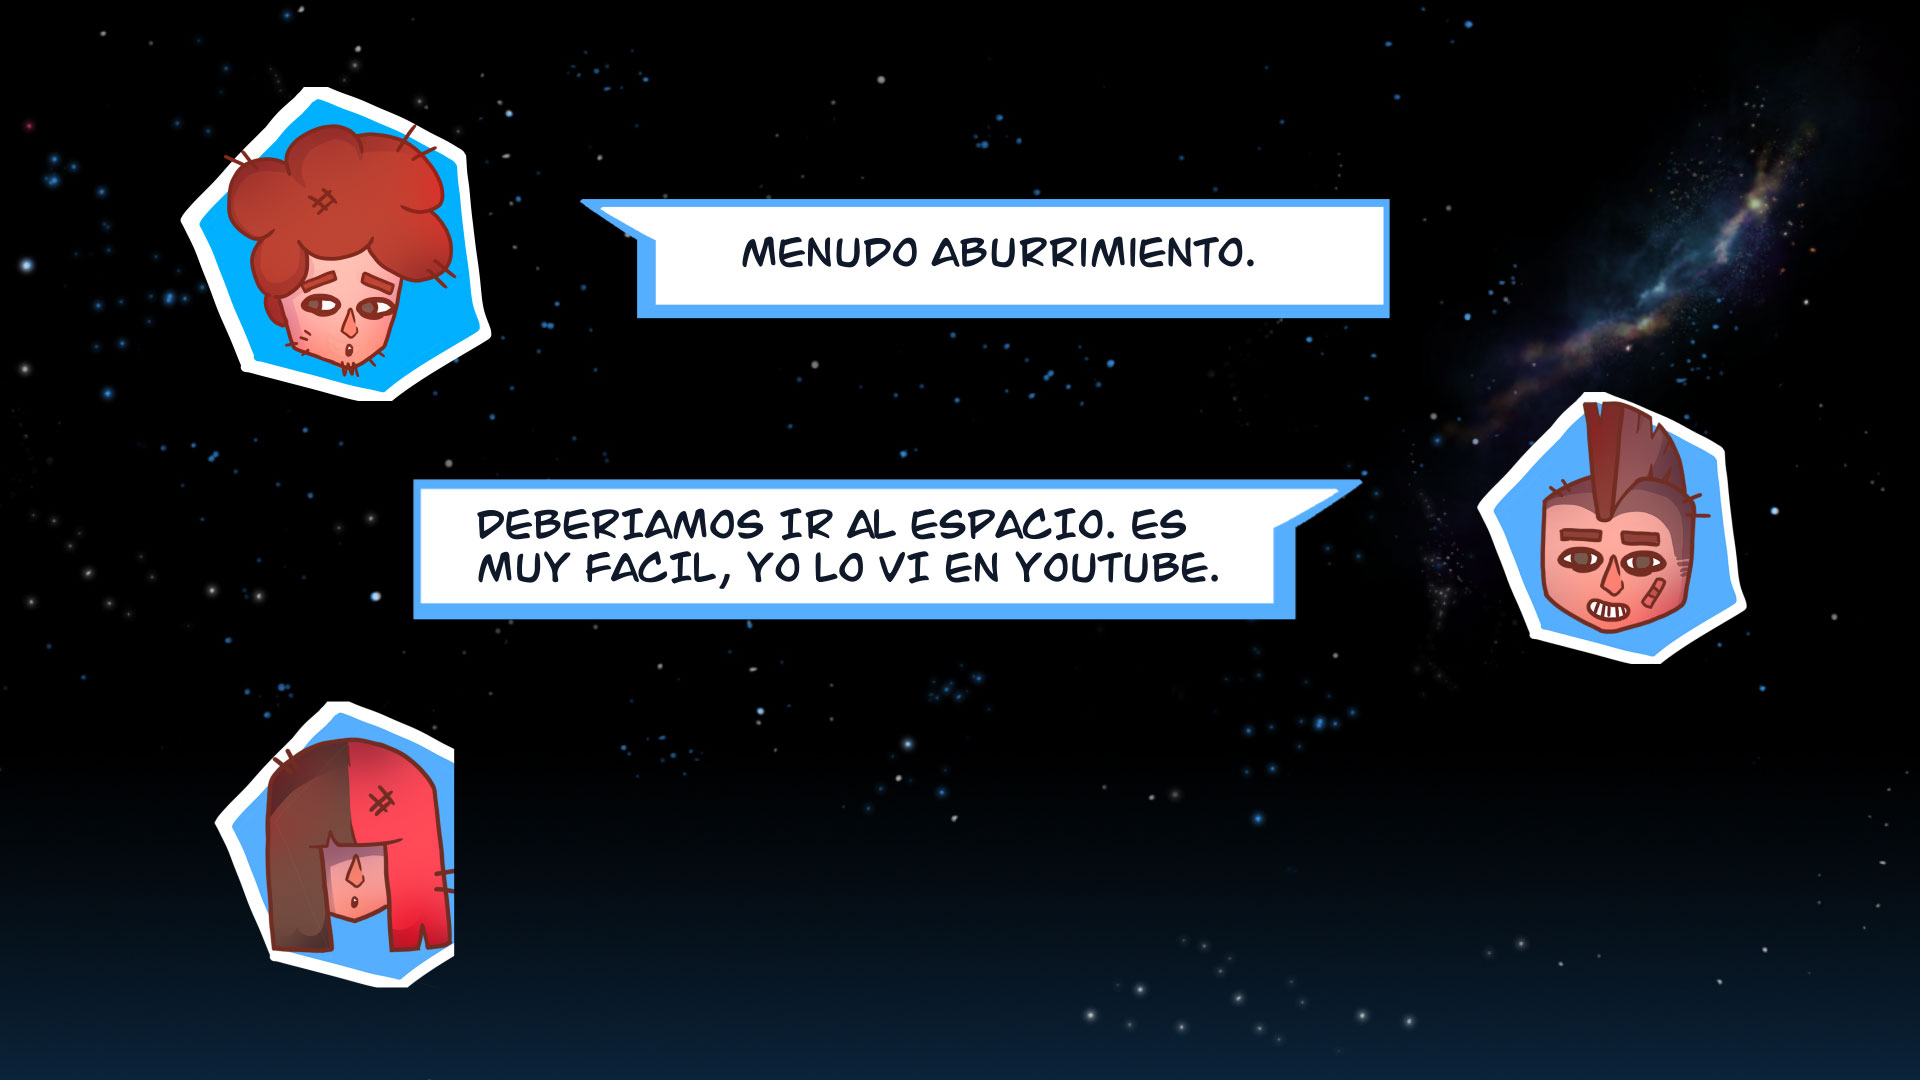 MENUDO ABURRIMIENTO.
DEBERIAMOS IR AL ESPACIO. ES
MUY FACIL, YO LO VI EN YOUTUBE.